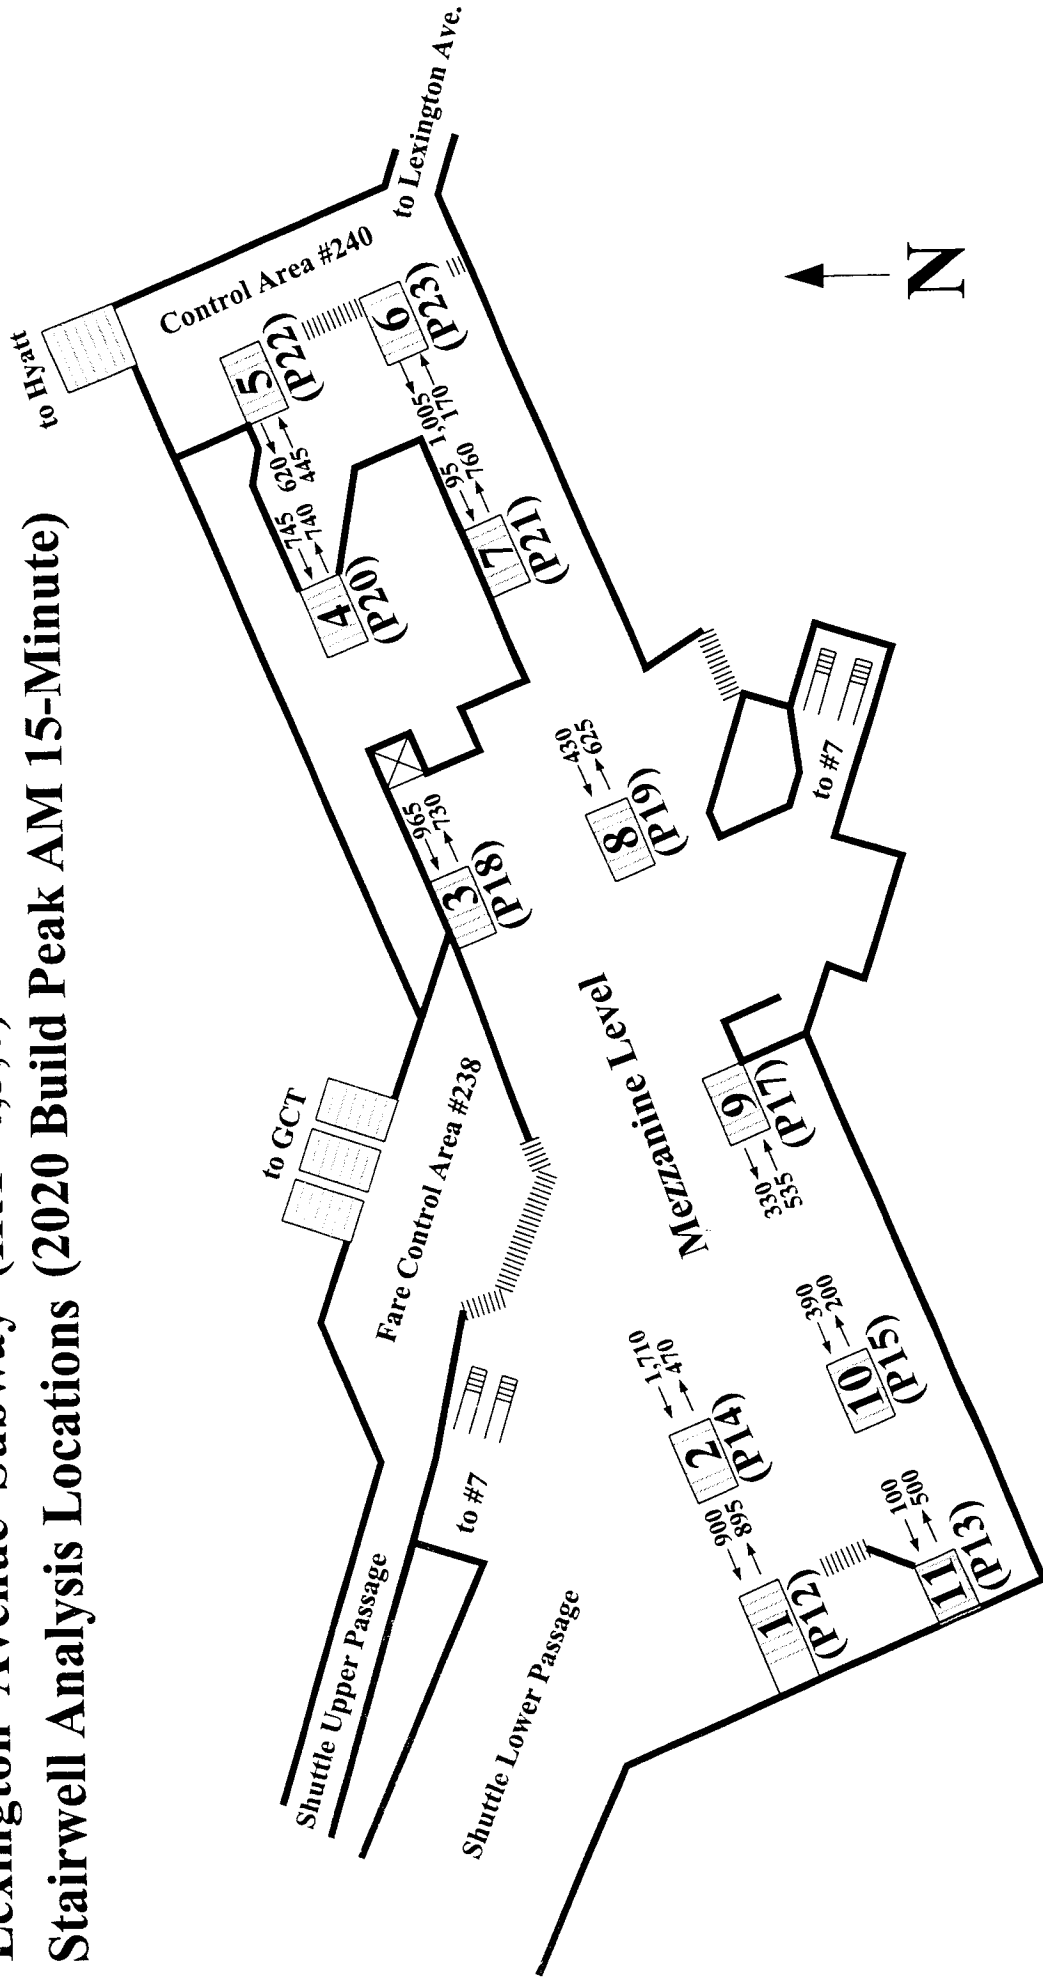 Stairwell Analysis Locations (2020 Build Peak AM 15-Minute)
to Hyatt
Control Area #240
to Lexington Ave.
5
(P22)
620
445
6
(P23)
1,005
170
745
740
4
(P20)
95
760
7
(P21)
965
730
3
(P18)
430
625
8
(P19)
to #7
to GCT
Fare Control Area #238
Mezzanine Level
9
(P17)
330
535
390
200
10
(P15)
1,710
470
2
(P14)
to #7
900
895
1
(P12)
100
500
11
(P13)
Shuttle Upper Passage
Shuttle Lower Passage
N